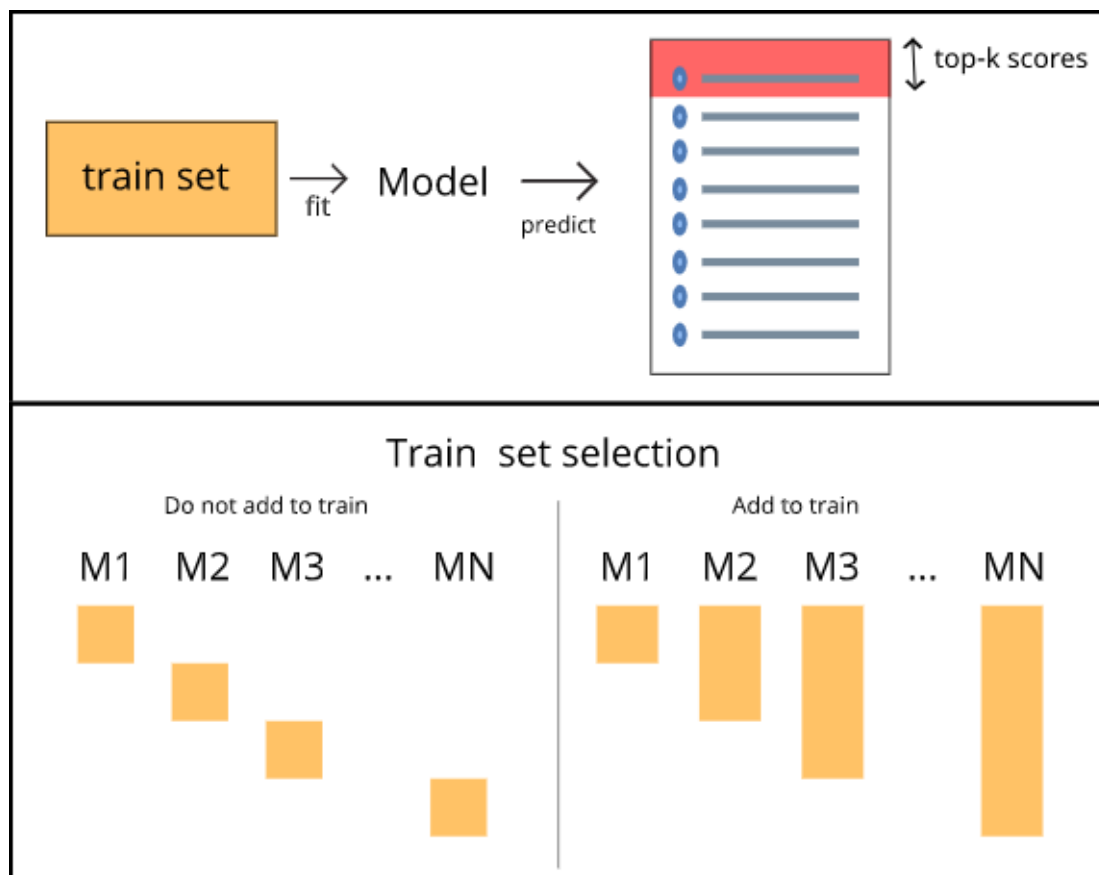 top-k scores
train set
fit
Model
predict
Train set selection
Do not add to train
M1 M2 M3 ... MN
Add to train
M1 M2 M3 ... MN